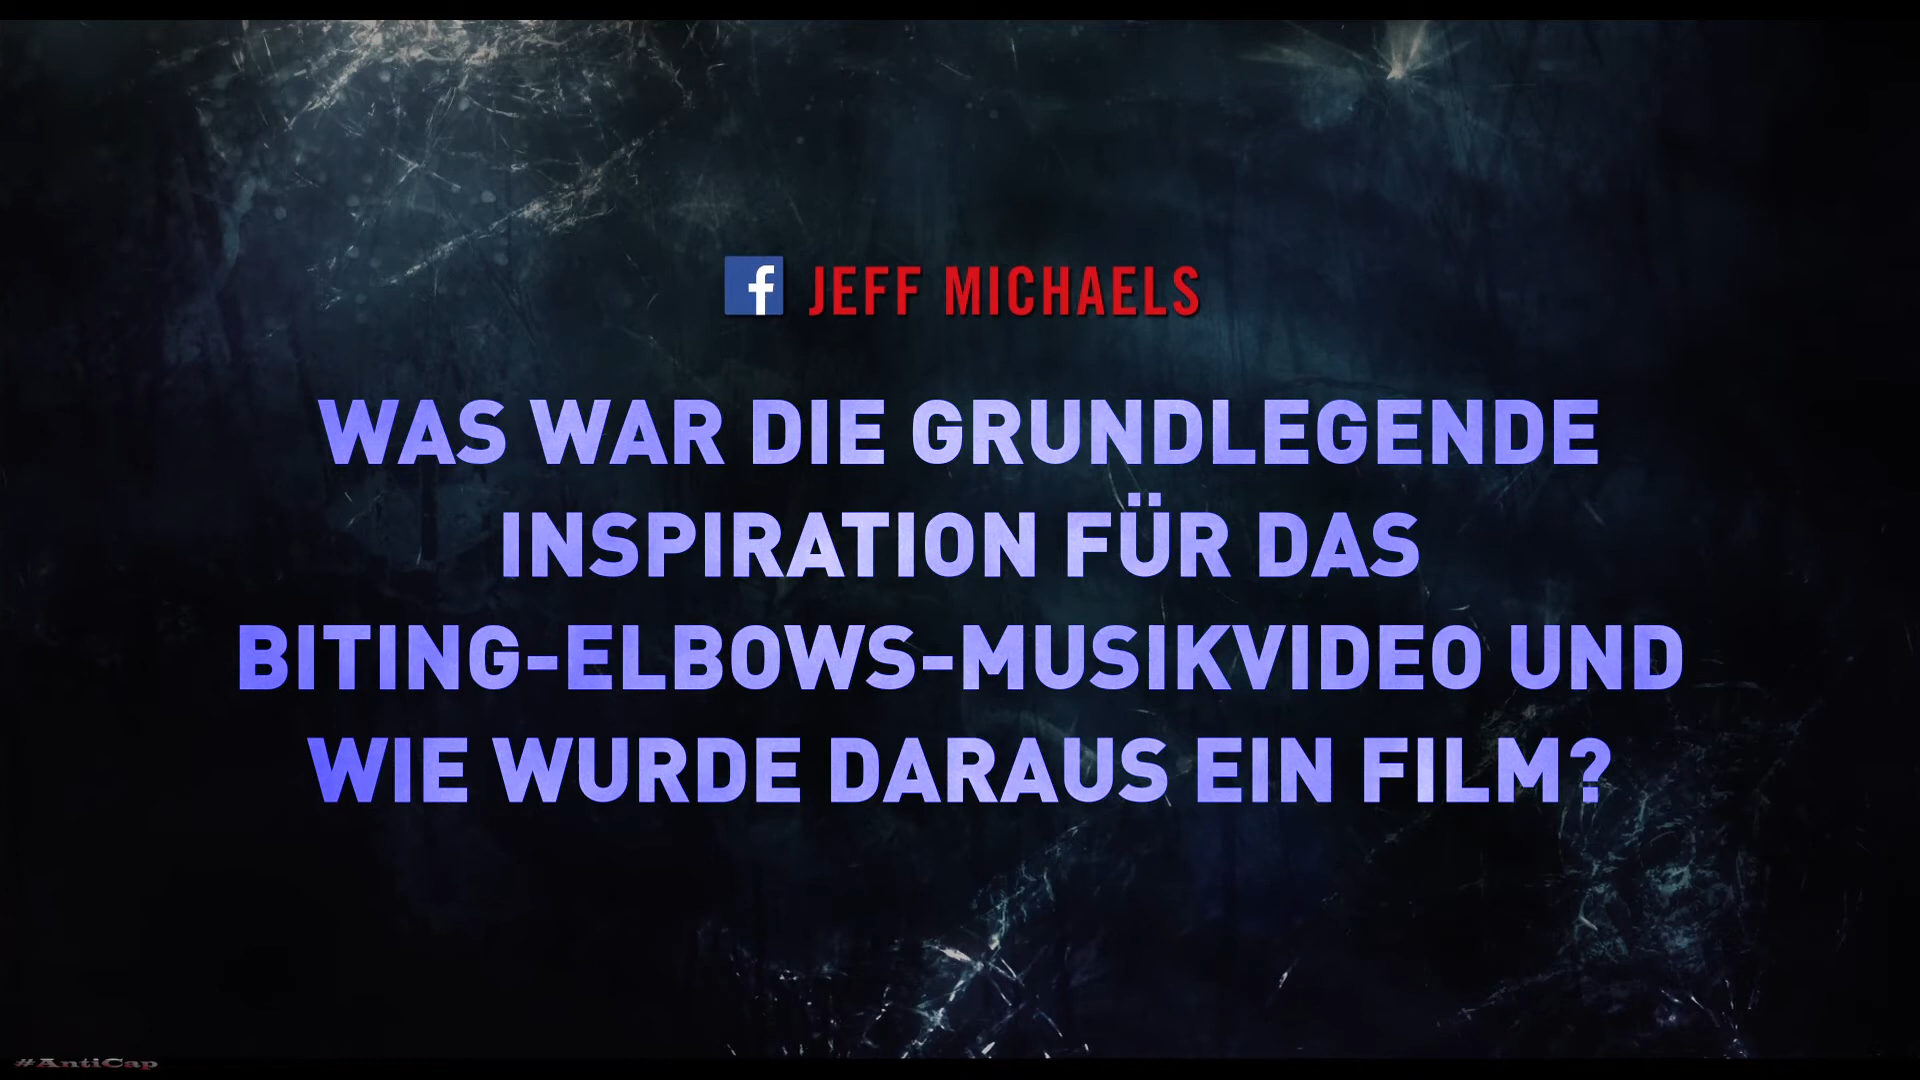 f JEFF MICHAELS
WAS WAR DIE GRUNDLEGENDE
INSPIRATION FÜR DAS
BITING-ELBOWS-MUSIKVIDEO UND
WIE WURDE DARAUS EIN FILM?
#AntiCap